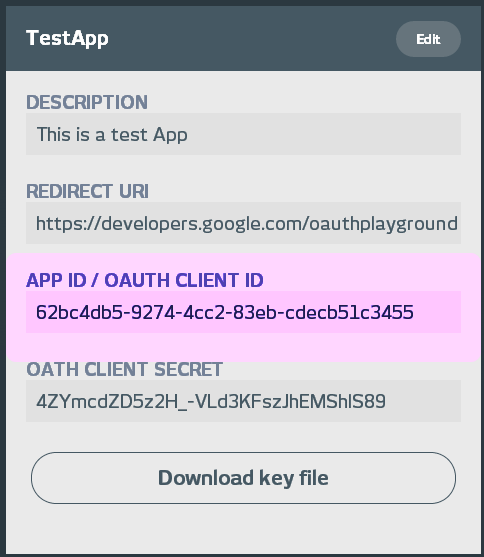 TestApp
Edit
DESCRIPTION
This is a test App
REDIRECT URI
https://developers.google.com/oauthplayground
APP ID / OAUTH CLIENT ID
62bc4db5-9274-4cc2-83eb-cdecb51c3455
OATH CLIENT SECRET
4ZYmcdZD5z2H_-VLd3KFszJhEMShlS89
Download key file